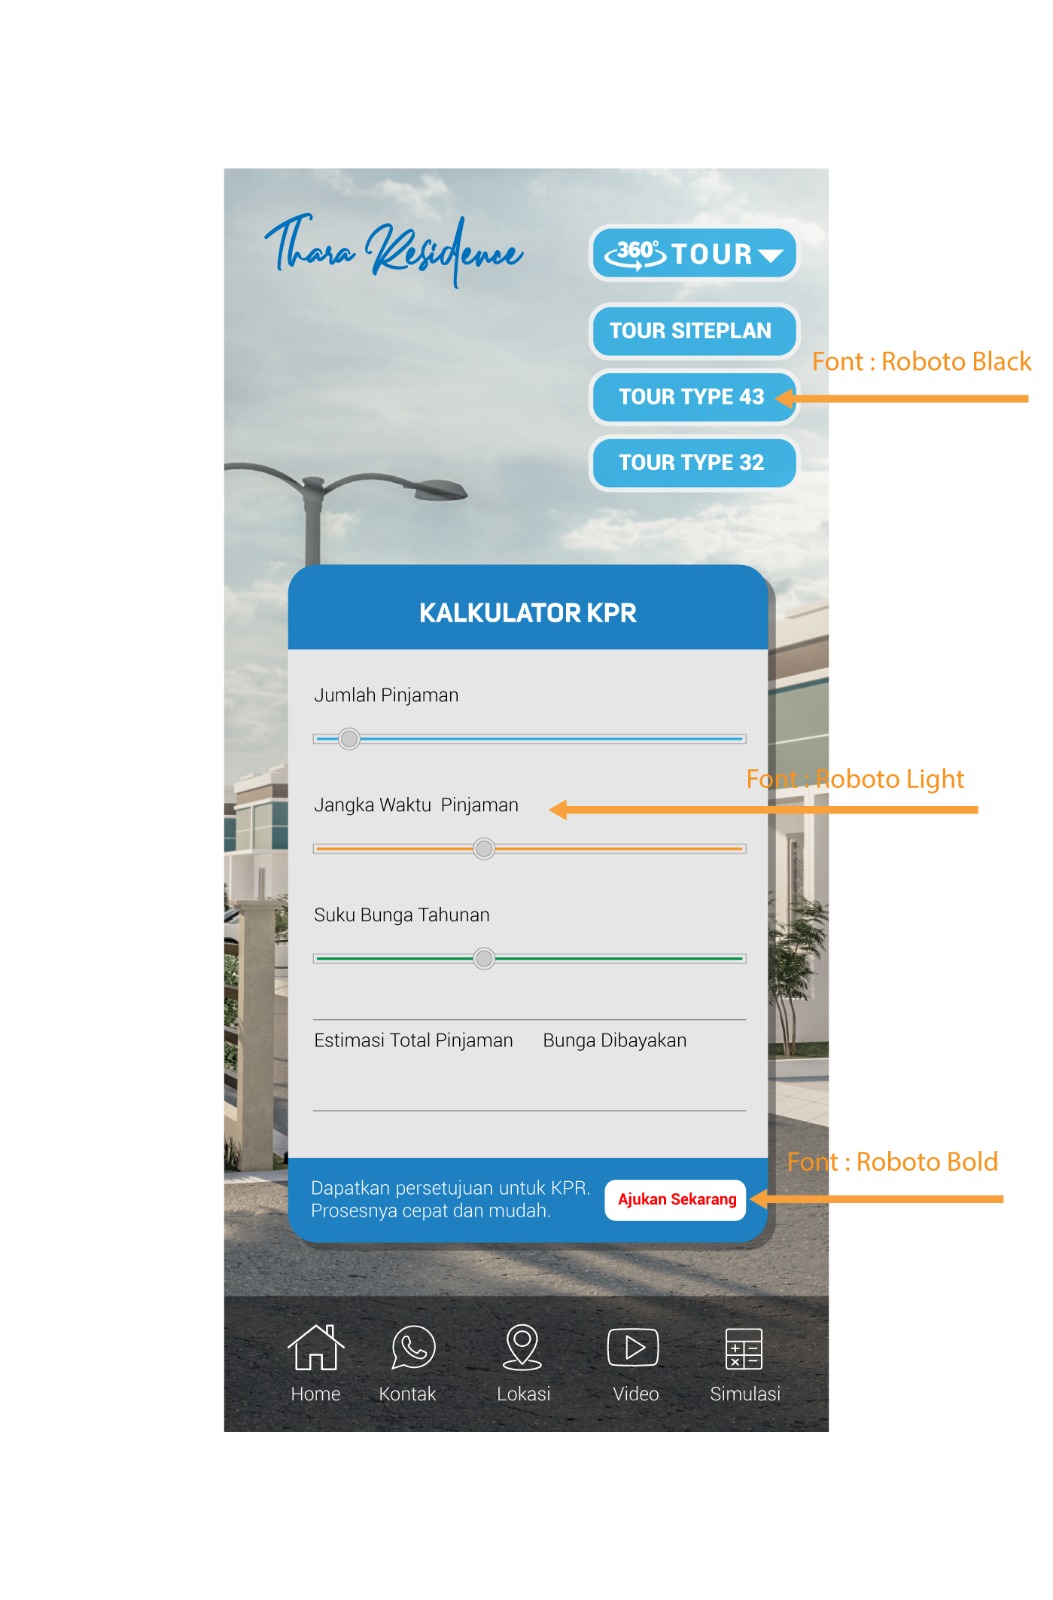 Thara Residence
360° TOUR
TOUR SITEPLAN
Font : Roboto Black
TOUR TYPE 43
TOUR TYPE 32
KALKULATOR KPR
Jumlah Pinjaman
Font : Roboto Light
Jangka Waktu  Pinjaman
Suku Bunga Tahunan
Estimasi Total Pinjaman
Bunga Dibayakan
Font : Roboto Bold
Dapatkan persetujuan untuk KPR.
Prosesnya cepat dan mudah.
Ajukan Sekarang
Home
Kontak
Lokasi
Video
Simulasi